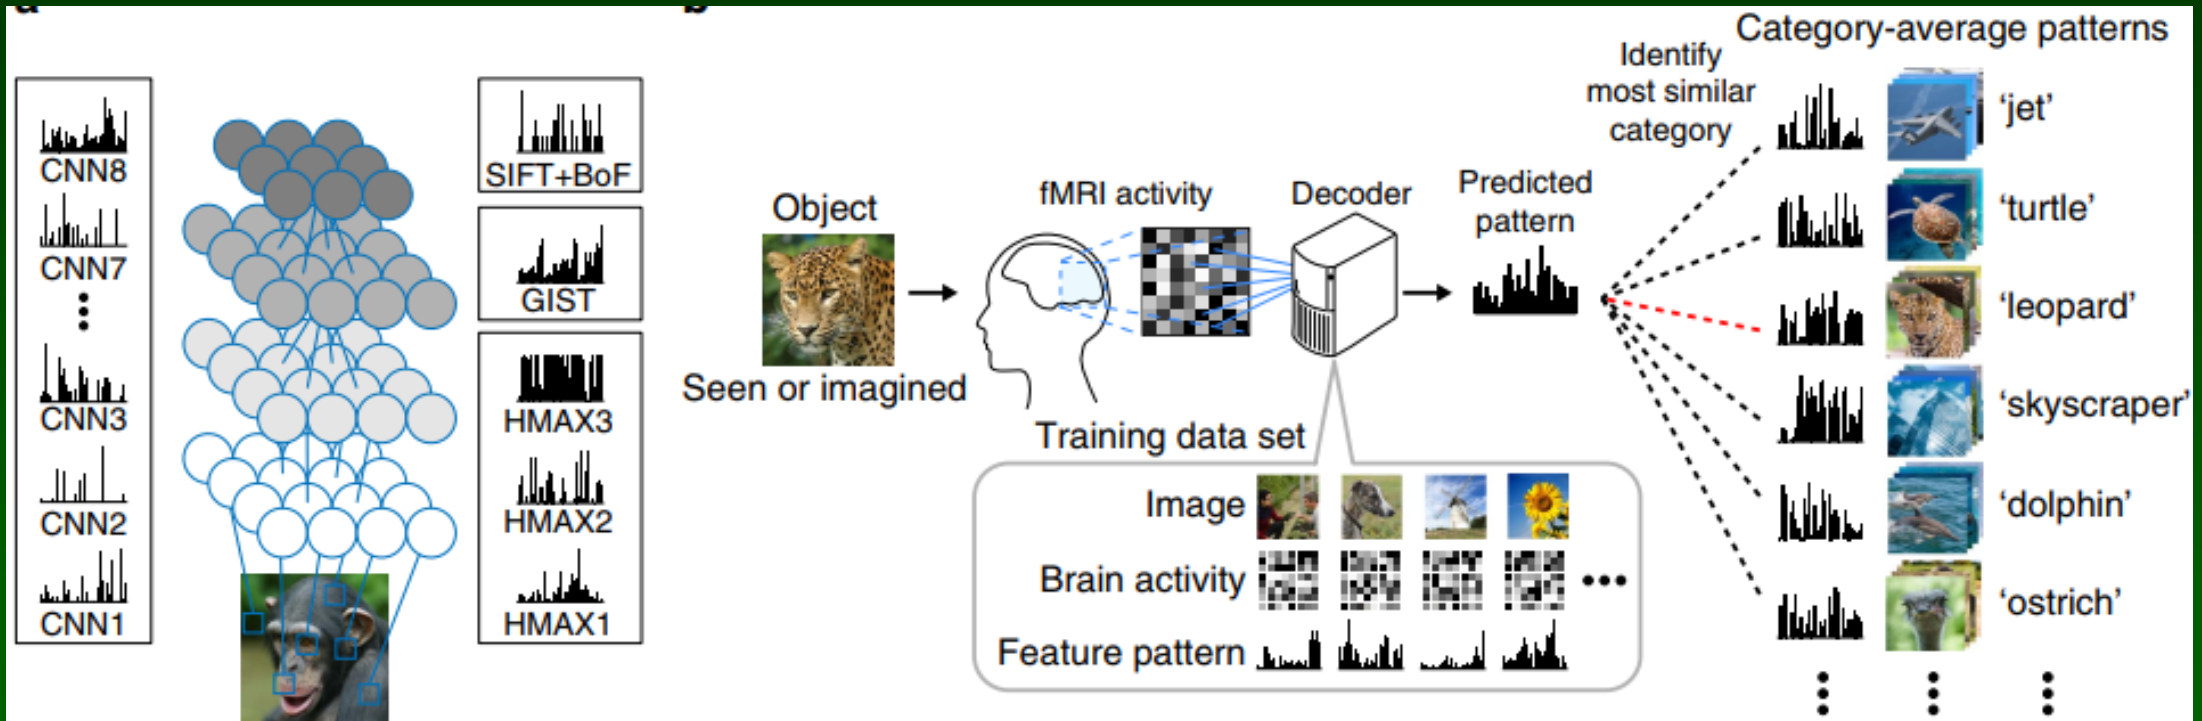 a
CNN8
CNN7
CNN3
CNN2
CNN1
SIFT+BoF
GIST
HMAX3
HMAX2
HMAX1
b
Object
Seen or imagined
fMRI activity
Decoder
Predicted
pattern
Identify
most similar
category
Training data set
Image
Brain activity
Feature pattern
Category-average patterns
‘jet’
‘turtle’
‘leopard’
‘skyscraper’
‘dolphin’
‘ostrich’